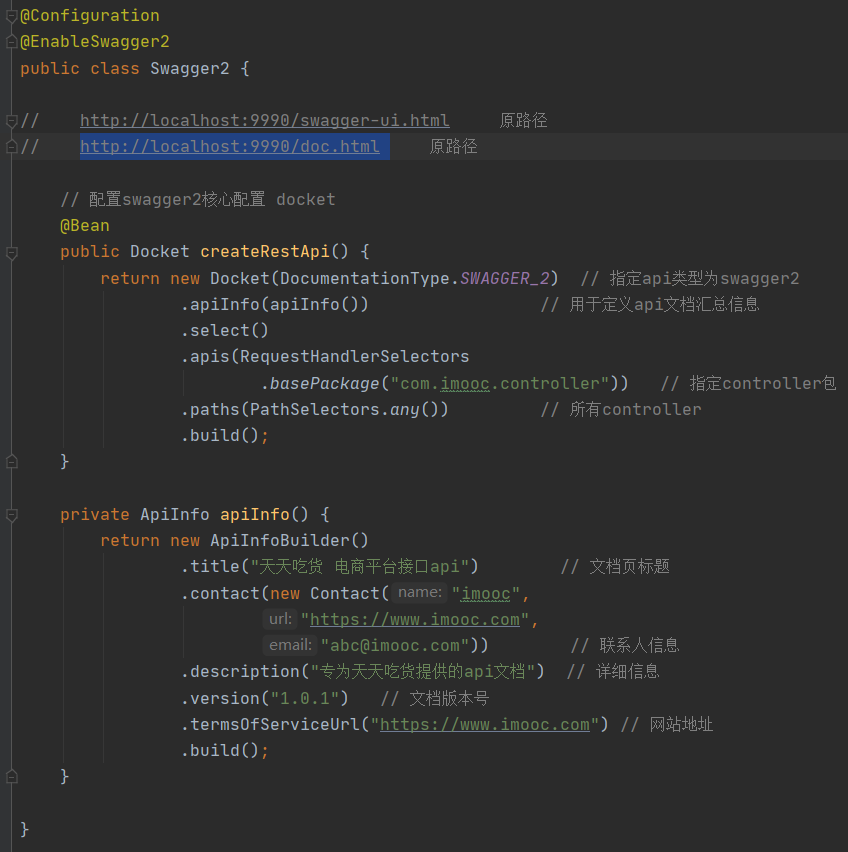 @Configuration
@EnableSwagger2
public class Swagger2 {
//    http://localhost:9990/swagger-ui.html     原路径
//    http://localhost:9990/doc.html     原路径
// 配置swagger2核心配置 docket
@Bean
public Docket createRestApi() {
return new Docket(DocumentationType.SWAGGER_2)  // 指定api类型为swagger2
.apiInfo(apiInfo())                 // 用于定义api文档汇总信息
.select()
.apis(RequestHandlerSelectors
.basePackage("com.imooc.controller"))   // 指定controller包
.paths(PathSelectors.any())         // 所有controller
.build();
}
private ApiInfo apiInfo() {
return new ApiInfoBuilder()
.title("天天吃货 电商平台接口api")        // 文档页标题
.contact(new Contact( name: "imooc",
url: "https://www.imooc.com",
email: "abc@imooc.com"))        // 联系人信息
.description("专为天天吃货提供的api文档")  // 详细信息
.version("1.0.1")   // 文档版本号
.termsOfServiceUrl("https://www.imooc.com") // 网站地址
.build();
}
}